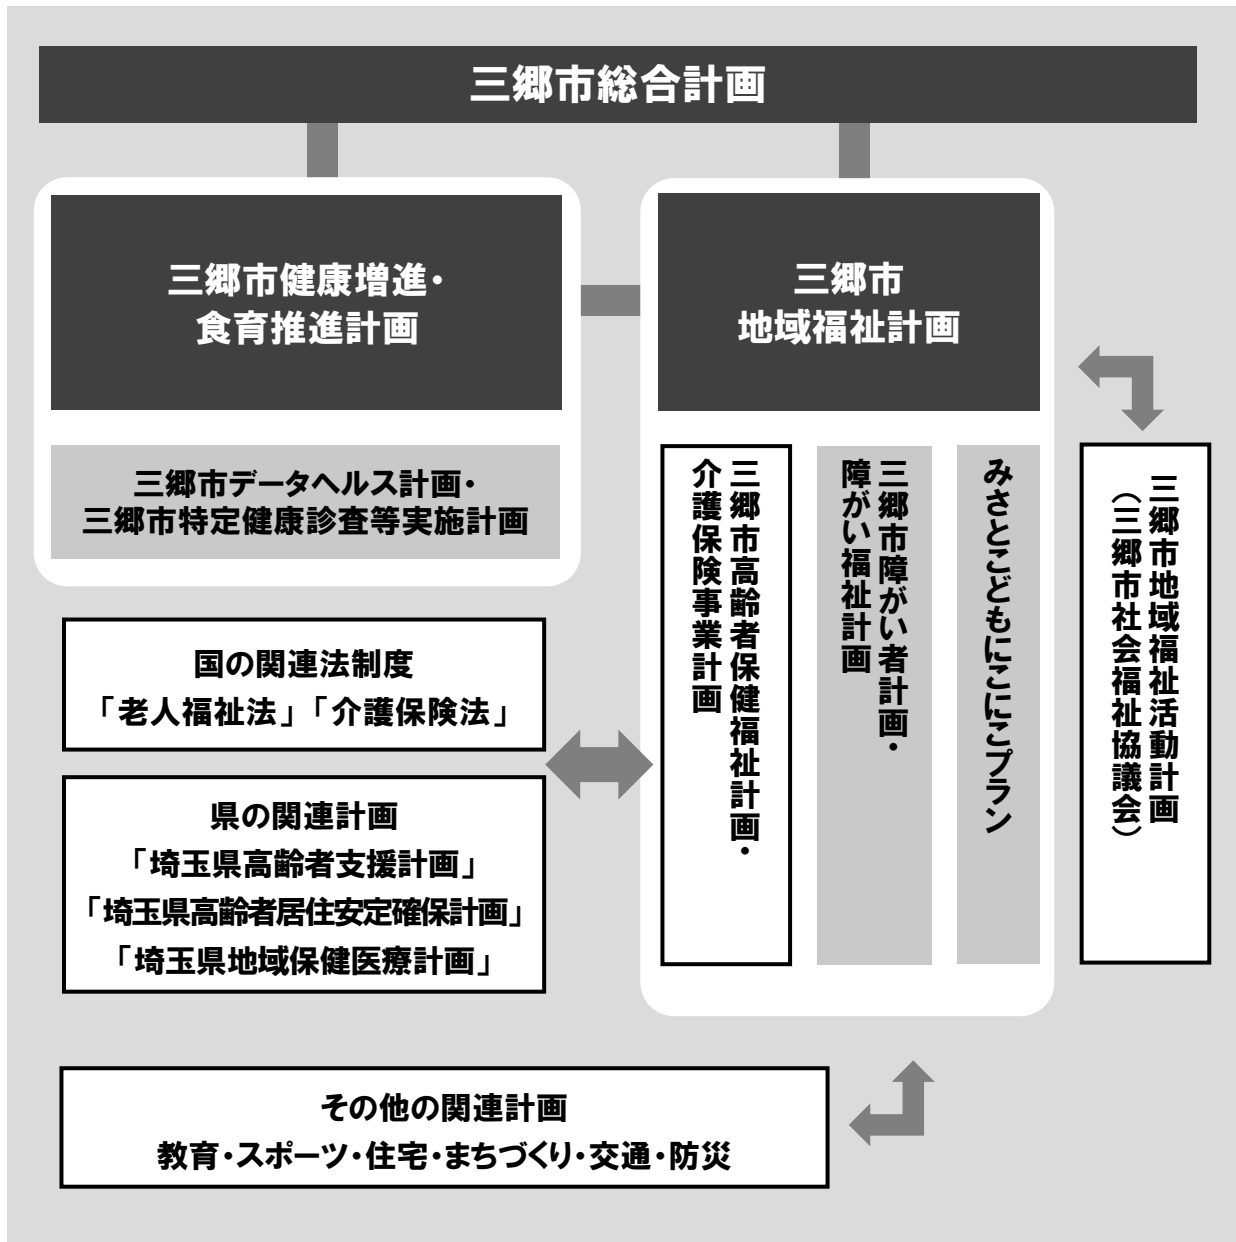 三郷市総合計画
三郷市健康増進・
食育推進計画
三郷市
地域福祉計画
三郷市データヘルス計画・
三郷市特定健康診査等実施計画
三郷市高齢者保健福祉計画・
介護保険事業計画
三郷市障がい者計画・
障がい福祉計画
みさとこどもにこにこプラン
三郷市地域福祉活動計画
（三郷市社会福祉協議会）
国の関連法制度
「老人福祉法」「介護保険法」
県の関連計画
「埼玉県高齢者支援計画」
「埼玉県高齢者居住安定確保計画」
「埼玉県地域保健医療計画」
その他の関連計画
教育・スポーツ・住宅・まちづくり・交通・防災